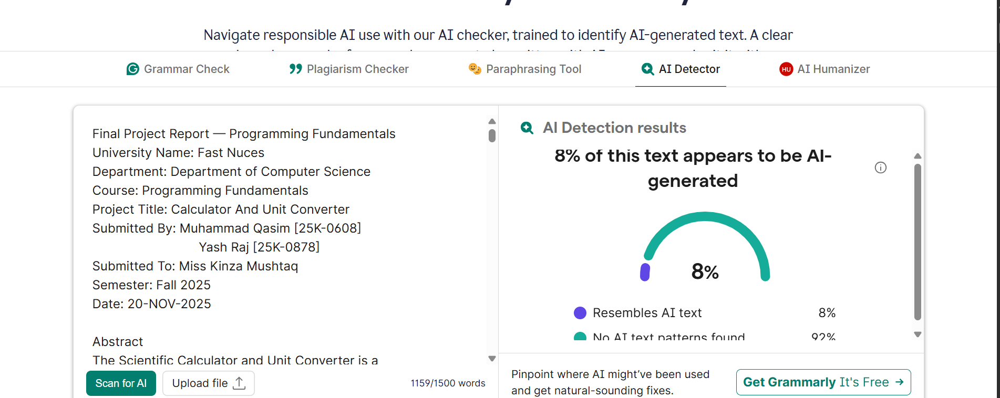 Navigate responsible AI use with our AI checker, trained to identify AI-generated text. A clear
Grammar Check
Plagiarism Checker
Paraphrasing Tool
AI Detector
HU AI Humanizer
Final Project Report — Programming Fundamentals
University Name: Fast Nuces
Department: Department of Computer Science
Course: Programming Fundamentals
Project Title: Calculator And Unit Converter
Submitted By: Muhammad Qasim [25K-0608]
Yash Raj [25K-0878]
Submitted To: Miss Kinza Mushtaq
Semester: Fall 2025
Date: 20-NOV-2025
Abstract
The Scientific Calculator and Unit Converter is a
Scan for AI
Upload file
1159/1500 words
AI Detection results
8% of this text appears to be AI-
generated
8%
Resembles AI text 8%
No AI text patterns found 92%
Pinpoint where AI might've been used
and get natural-sounding fixes.
Get Grammarly It's Free →